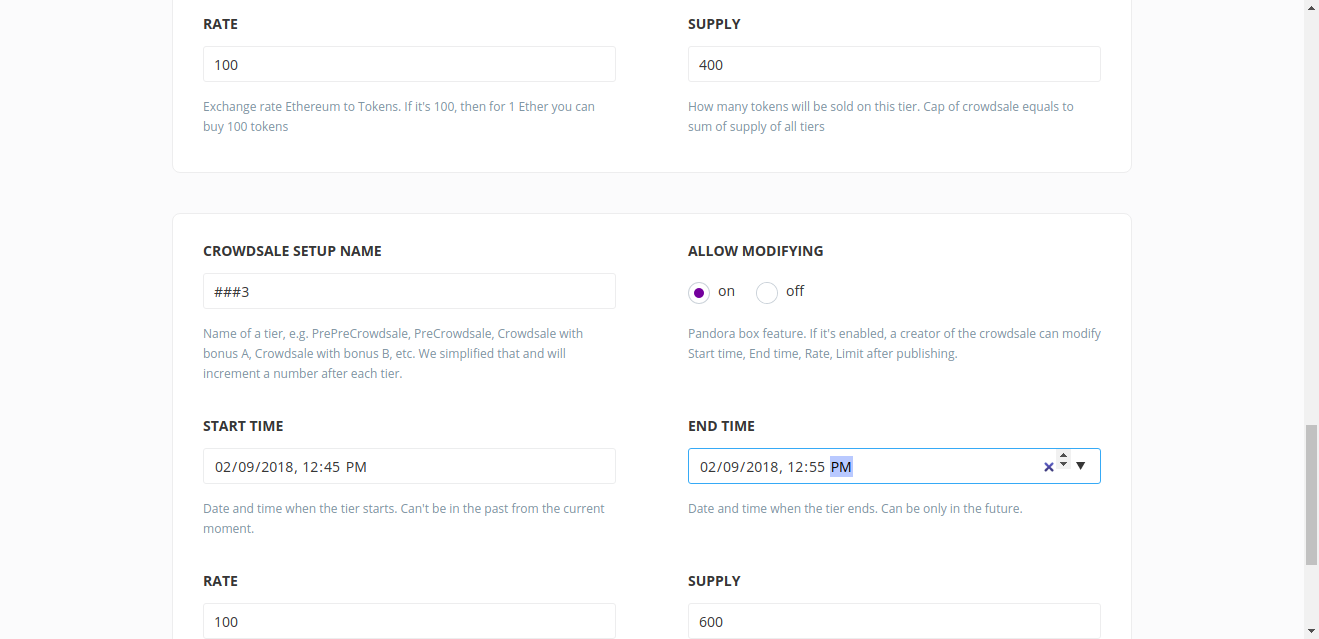 RATE
SUPPLY
100
400
Exchange rate Ethereum to Tokens. If it's 100, then for 1 Ether you can
buy 100 tokens
How many tokens will be sold on this tier. Cap of crowdsale equals to
sum of supply of all tiers
CROWDSALE SETUP NAME
ALLOW MODIFYING
###3
on
off
Name of a tier, e.g. PrePreCrowdsale, PreCrowdsale, Crowdsale with
bonus A, Crowdsale with bonus B, etc. We simplified that and will
increment a number after each tier.
Pandora box feature. If it's enabled, a creator of the crowdsale can modify
Start time, End time, Rate, Limit after publishing.
START TIME
END TIME
02/09/2018, 12:45 PM
02/09/2018, 12:55 PM
Date and time when the tier starts. Can't be in the past from the current
moment.
Date and time when the tier ends. Can be only in the future.
RATE
SUPPLY
100
600